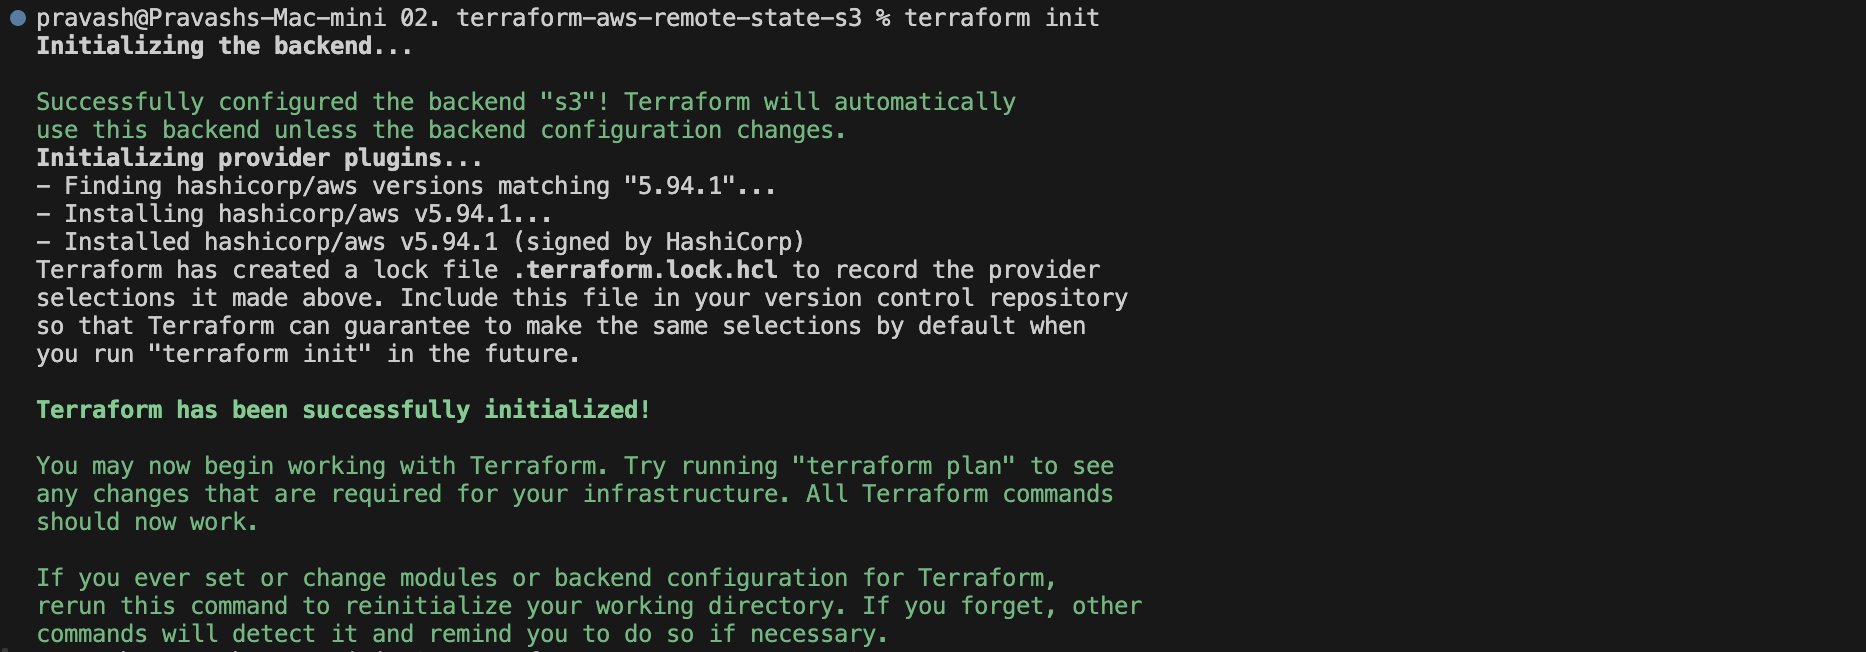 pravash@Pravashs-Mac-mini 02. terraform-aws-remote-state-s3 % terraform init
Initializing the backend...
Successfully configured the backend "s3"! Terraform will automatically
use this backend unless the backend configuration changes.
Initializing provider plugins...
- Finding hashicorp/aws versions matching "5.94.1"...
- Installing hashicorp/aws v5.94.1...
- Installed hashicorp/aws v5.94.1 (signed by HashiCorp)
Terraform has created a lock file .terraform.lock.hcl to record the provider
selections it made above. Include this file in your version control repository
so that Terraform can guarantee to make the same selections by default when
you run "terraform init" in the future.
Terraform has been successfully initialized!
You may now begin working with Terraform. Try running "terraform plan" to see
any changes that are required for your infrastructure. All Terraform commands
should now work.
If you ever set or change modules or backend configuration for Terraform,
rerun this command to reinitialize your working directory. If you forget, other
commands will detect it and remind you to do so if necessary.